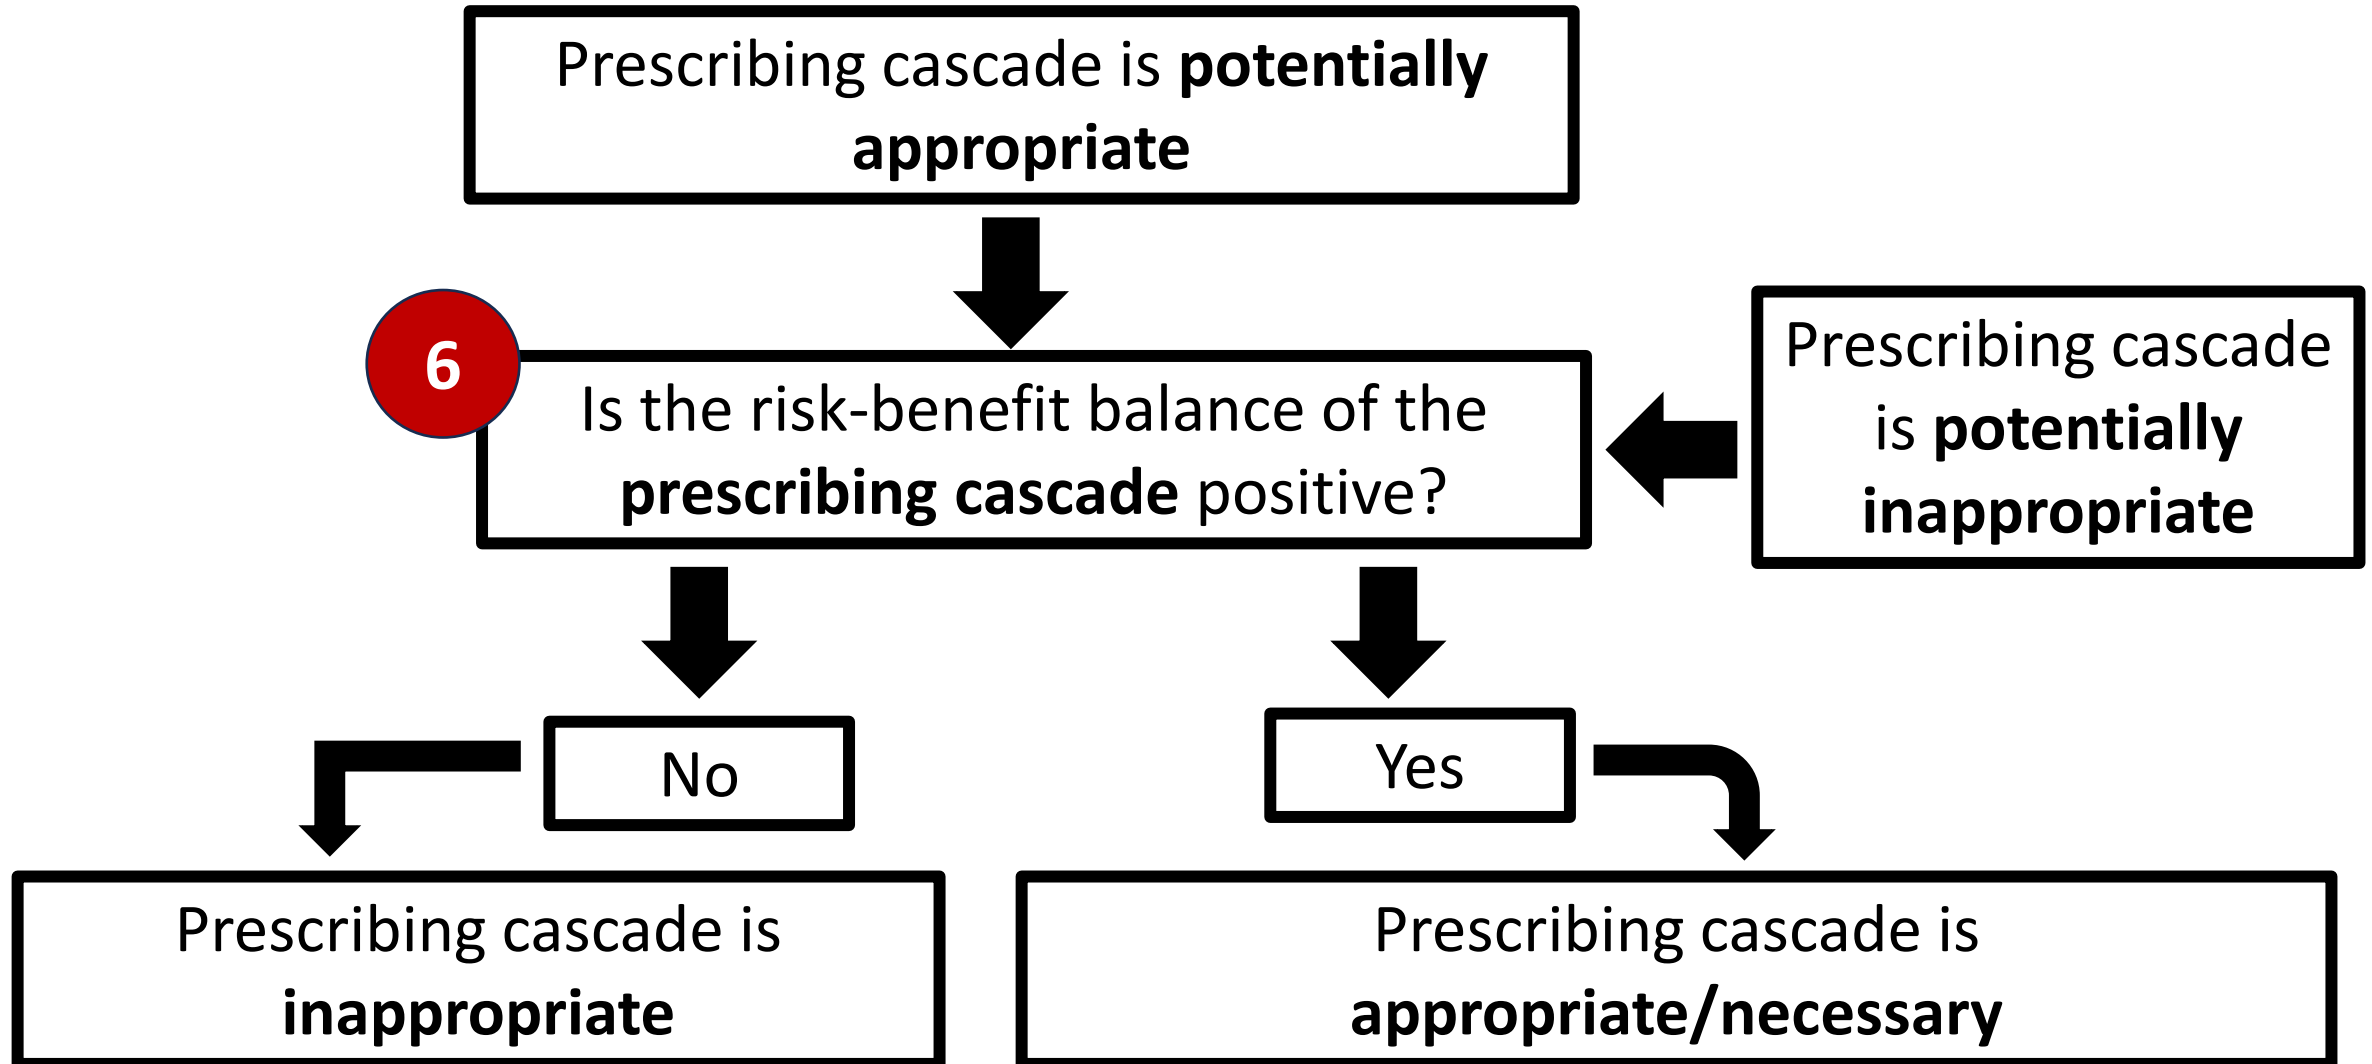 Prescribing cascade is potentially
appropriate
6
Is the risk-benefit balance of the
prescribing cascade positive?
Prescribing cascade
is potentially
inappropriate
No
Yes
Prescribing cascade is
inappropriate
Prescribing cascade is
appropriate/necessary